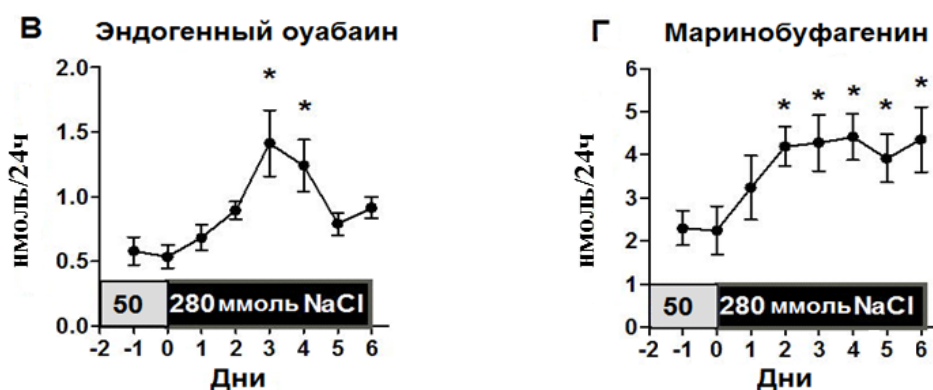 В Эндогенный оуабаин
2.0
1.5
1.0
0.5
0.0
нмоль/24ч
* *
50 280 ммоль NaCl
-2 -1 0 1 2 3 4 5 6
Дни
Г Маринобуфагенин
6
5
4
3
2
1
0
нмоль/24ч
* * * * *
50 280 ммоль NaCl
-2 -1 0 1 2 3 4 5 6
Дни